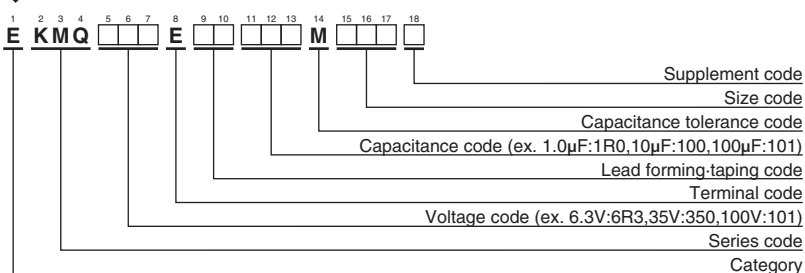 1 2 3 4 5 6 7 8 9 10 11 12 13 14 15 16 17 18
E KMQ □□□ E □□ □□□ M □□□ □
Supplement code
Size code
Capacitance tolerance code
Capacitance code (ex. 1.0μF:1R0,10μF:100,100μF:101)
Lead forming·taping code
Terminal code
Voltage code (ex. 6.3V:6R3,35V:350,100V:101)
Series code
Category